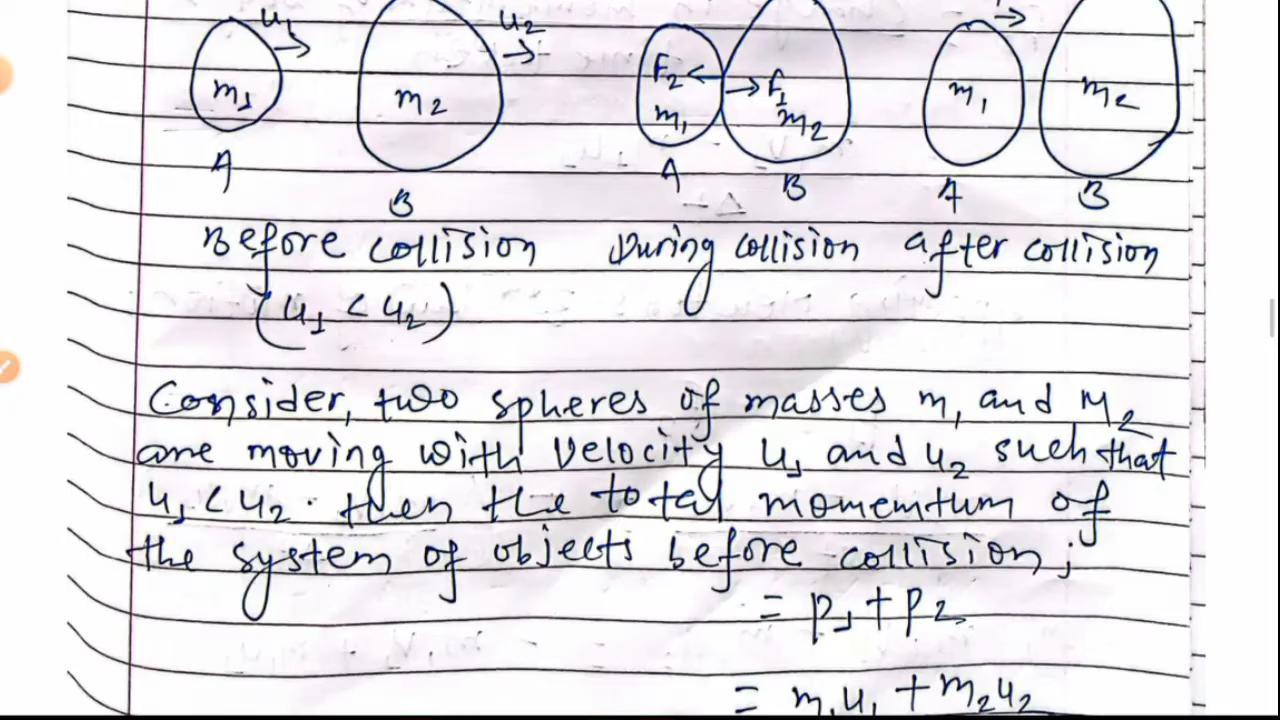 u₁ u₂
m₁ m₂ F₂ F₁ m₁ m₂ m₁ m₂
A B A B A B
Before collision During collision after collision
(u₁ < u₂)
Consider, two spheres of masses m₁ and M₂
are moving with velocity u₁ and u₂ such that
u₁ < u₂. then the total momemtum of
the system of objects before collision;
= p₁ + p₂
= m₁u₁ + m₂u₂